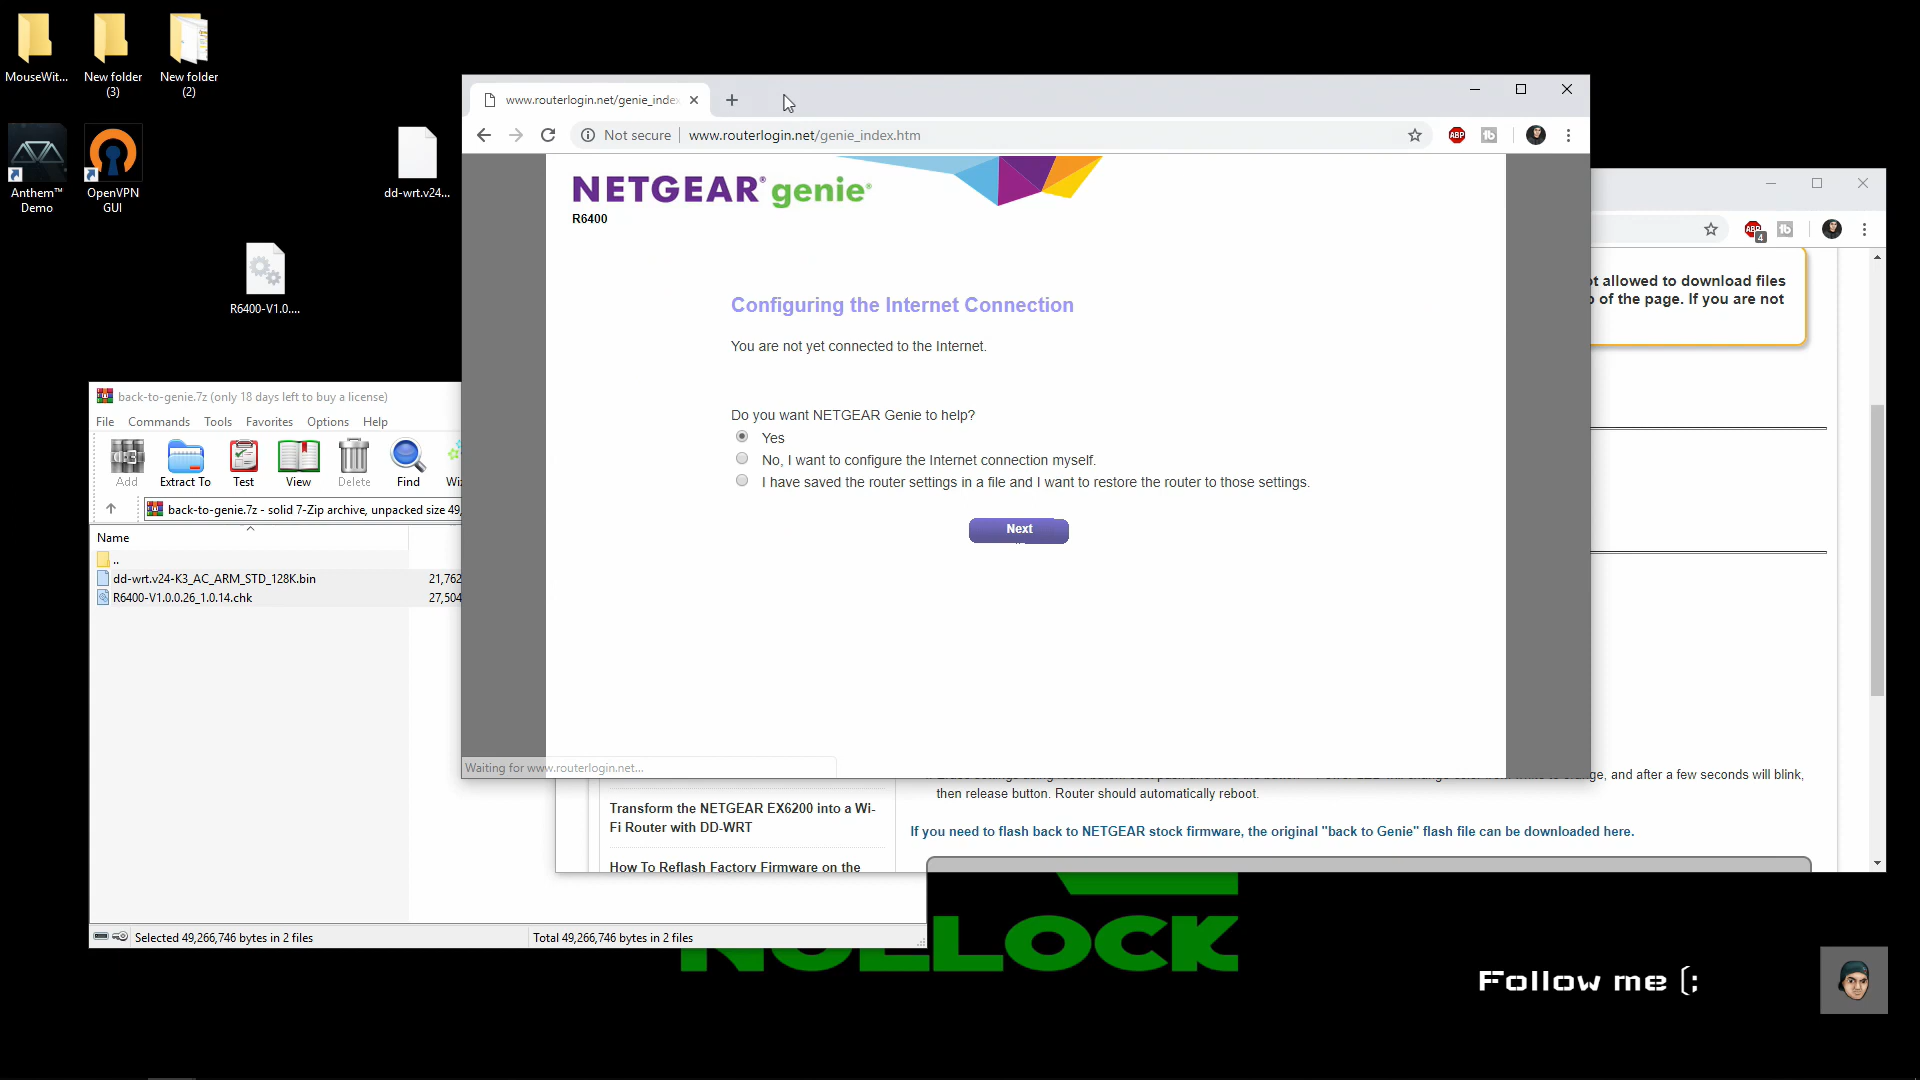 MouseWit...
New folder
(3)
New folder
(2)
Anthem™
Demo
OpenVPN
GUI
dd-wrt.v24...
R6400-V1.0....
www.routerlogin.net/genie_inde
Not secure
www.routerlogin.net/genie_index.htm
ABP
NETGEAR® genie®
R6400
Configuring the Internet Connection
You are not yet connected to the Internet.
Do you want NETGEAR Genie to help?
Yes
No, I want to configure the Internet connection myself.
I have saved the router settings in a file and I want to restore the router to those settings.
Next
Waiting for www.routerlogin.net...
ABP
4
t allowed to download files
of the page. If you are not
back-to-genie.7z (only 18 days left to buy a license)
File
Commands
Tools
Favorites
Options
Help
Add
Extract To
Test
View
Delete
Find
Wiz
back-to-genie.7z - solid 7-Zip archive, unpacked size 49,
Name
..
dd-wrt.v24-K3_AC_ARM_STD_128K.bin
21,762
R6400-V1.0.0.26_1.0.14.chk
27,504
Selected 49,266,746 bytes in 2 files
Total 49,266,746 bytes in 2 files
ge, and after a few seconds will blink,
then release button. Router should automatically reboot.
If you need to flash back to NETGEAR stock firmware, the original "back to Genie" flash file can be downloaded here.
Transform the NETGEAR EX6200 into a Wi-
Fi Router with DD-WRT
How To Reflash Factory Firmware on the
NULLOCK
Follow me (;